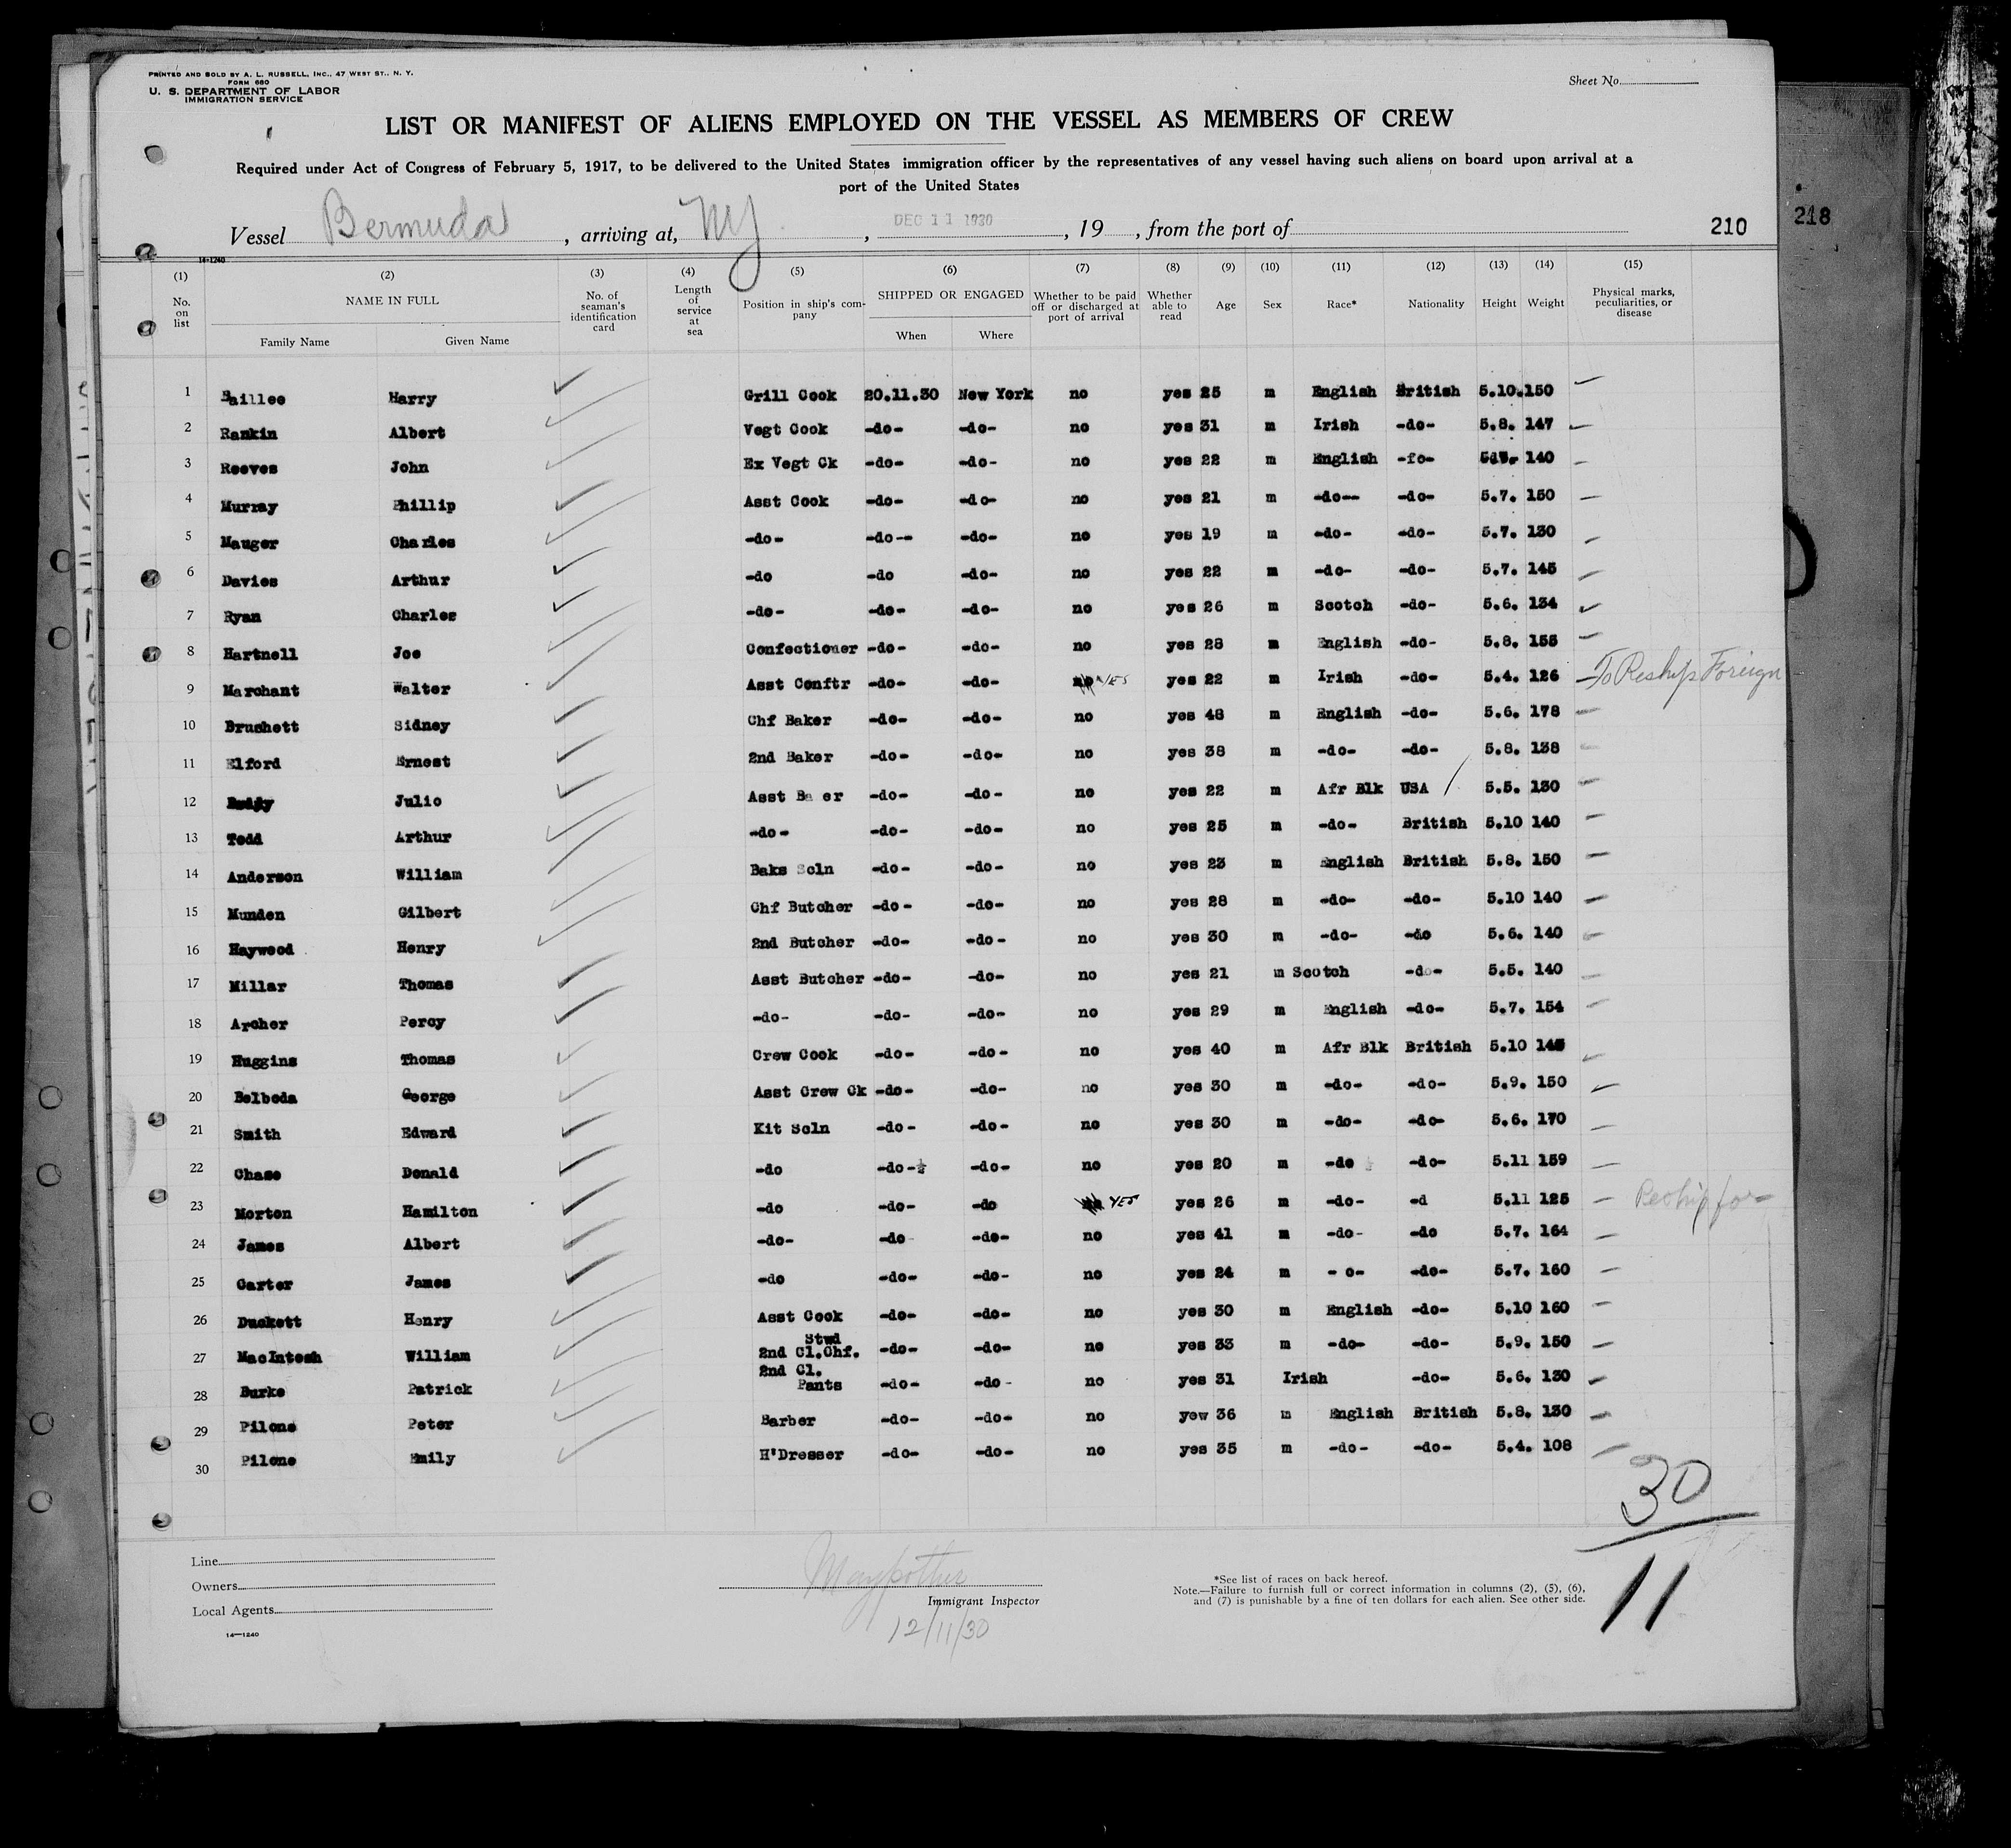 PRINTED AND SOLD BY A. L. RUSSELL, INC., 47 WEST ST., N. Y.
FORM 680
U. S. DEPARTMENT OF LABOR
IMMIGRATION SERVICE
Sheet No.
LIST OR MANIFEST OF ALIENS EMPLOYED ON THE VESSEL AS MEMBERS OF CREW
Required under Act of Congress of February 5, 1917, to be delivered to the United States immigration officer by the representatives of any vessel having such aliens on board upon arrival at a
port of the United States
Vessel Bermuda, arriving at, NY, DEC 11 1930, 19 , from the port of 210 218
14-1240
(1) (2) (3) (4) (5) (6) (7) (8) (9) (10) (11) (12) (13) (14) (15)
No. on list NAME IN FULL Family Name Given Name No. of seaman's identification card Length of service at sea Position in ship's company SHIPPED OR ENGAGED When Where Whether to be paid off or discharged at port of arrival Whether able to read Age Sex Race* Nationality Height Weight Physical marks, peculiarities, or disease
1 Baillee Harry Grill Cook 20.11.30 New York no yes 25 m English British 5.10. 150
2 Rankin Albert Vegt Cook -do- -do- no yes 31 m Irish -do- 5.8. 147
3 Reeves John Ex Vegt Ck -do- -do- no yes 22 m English -fo- 140
4 Murray Phillip Asst Cook -do- -do- no yes 21 m -do-- -do- 5.7. 150
5 Mauger Charles -do- -do-- -do- no yes 19 m -do- -do- 5.7. 130
6 Davies Arthur -do -do -do- no yes 22 m -do- -do- 5.7. 145
7 Ryan Charles -do- -do- -do- no yes 26 m Scotch -do- 5.6. 134
8 Hartnell Joe Confectioner -do- -do- no yes 28 m English -do- 5.8. 155
9 Marchant Walter Asst Conftr -do- -do- no YES yes 22 m Irish -do- 5.4. 126 To Reship Foreign
10 Brushett Sidney Chf Baker -do- -do- no yes 48 m English -do- 5.6. 178
11 Elford Ernest 2nd Baker -do- -do- no yes 38 m -do- -do- 5.8. 138
12 Julio Asst Ba er -do- -do- no yes 22 m Afr Blk USA 5.5. 130
13 Todd Arthur -do- -do- -do- no yes 25 m -do- British 5.10 140
14 Anderson William Baks Scln -do- -do- no yes 23 m English British 5.8. 150
15 Munden Gilbert Chf Butcher -do- -do- no yes 28 m -do- -do- 5.10 140
16 Haywood Henry 2nd Butcher -do- -do- no yes 30 m -do- -do 5.6. 140
17 Millar Thomas Asst Butcher -do- -do- no yes 21 m Scotch -do- 5.5. 140
18 Archer Percy -do- -do- -do- no yes 29 m English -do- 5.7. 154
19 Huggins Thomas Crew Cook -do- -do- no yes 40 m Afr Blk British 5.10 145
20 Belboda George Asst Crew Ck -do- -do- no yes 30 m -do- -do- 5.9. 150
21 Smith Edward Kit Scln -do- -do- no yes 30 m -do- -do- 5.6. 170
22 Chase Donald -do -do- -do- no yes 20 m -do -do- 5.11 159
23 Morton Hamilton -do -do- -do YES yes 26 m -do- -d 5.11 125 Reship for
24 James Albert -do- -do -do- no yes 41 m -do- -do 5.7. 164
25 Carter James -do -do- -do- no yes 24 m - o- -do- 5.7. 160
26 Duckett Henry Asst Cook -do- -do- no yes 30 m English -do- 5.10 160
27 MacIntosh William 2nd Cl.Chf. Stwd -do- -do- no yes 33 m -do- -do- 5.9. 150
28 Burke Patrick 2nd Cl. Pants -do- -do- no yes 31 Irish -do- 5.6. 130
29 Pilone Peter Barber -do- -do- no yew 36 m English British 5.8. 130
30 Pilone Emily H'Dresser -do- -do- no yes 35 m -do- -do- 5.4. 108
30
11
Line
Owners
Local Agents
14-1240
Immigrant Inspector
12/11/30
*See list of races on back hereof.
Note.—Failure to furnish full or correct information in columns (2), (5), (6),
and (7) is punishable by a fine of ten dollars for each alien. See other side.